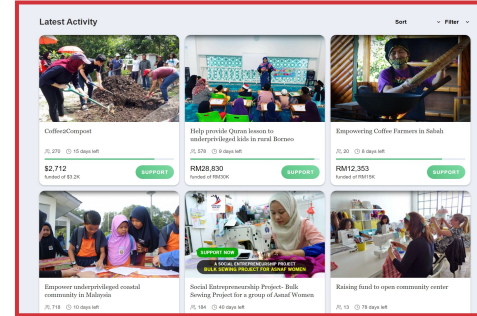 Latest Activity
Sort
Filter
Coffee2Compost
270
15 days left
$2,712
funded of $3.2K
SUPPORT
Help provide Quran lesson to
underprivileged kids in rural Borneo
578
9 days left
RM28,830
funded of RM30K
SUPPORT
Empowering Coffee Farmers in Sabah
20
8 days left
RM12,353
funded of RM15K
SUPPORT
Empower underprivileged coastal
community in Malaysia
718
10 days left
SUPPORT NOW
A SOCIAL ENTREPRENEURSHIP PROJECT
BULK SEWING PROJECT FOR ASNAF WOMEN
Social Entrepreneurship Project- Bulk
Sewing Project for a group of Asnaf Women
184
40 days left
Raising fund to open community center
13
78 days left